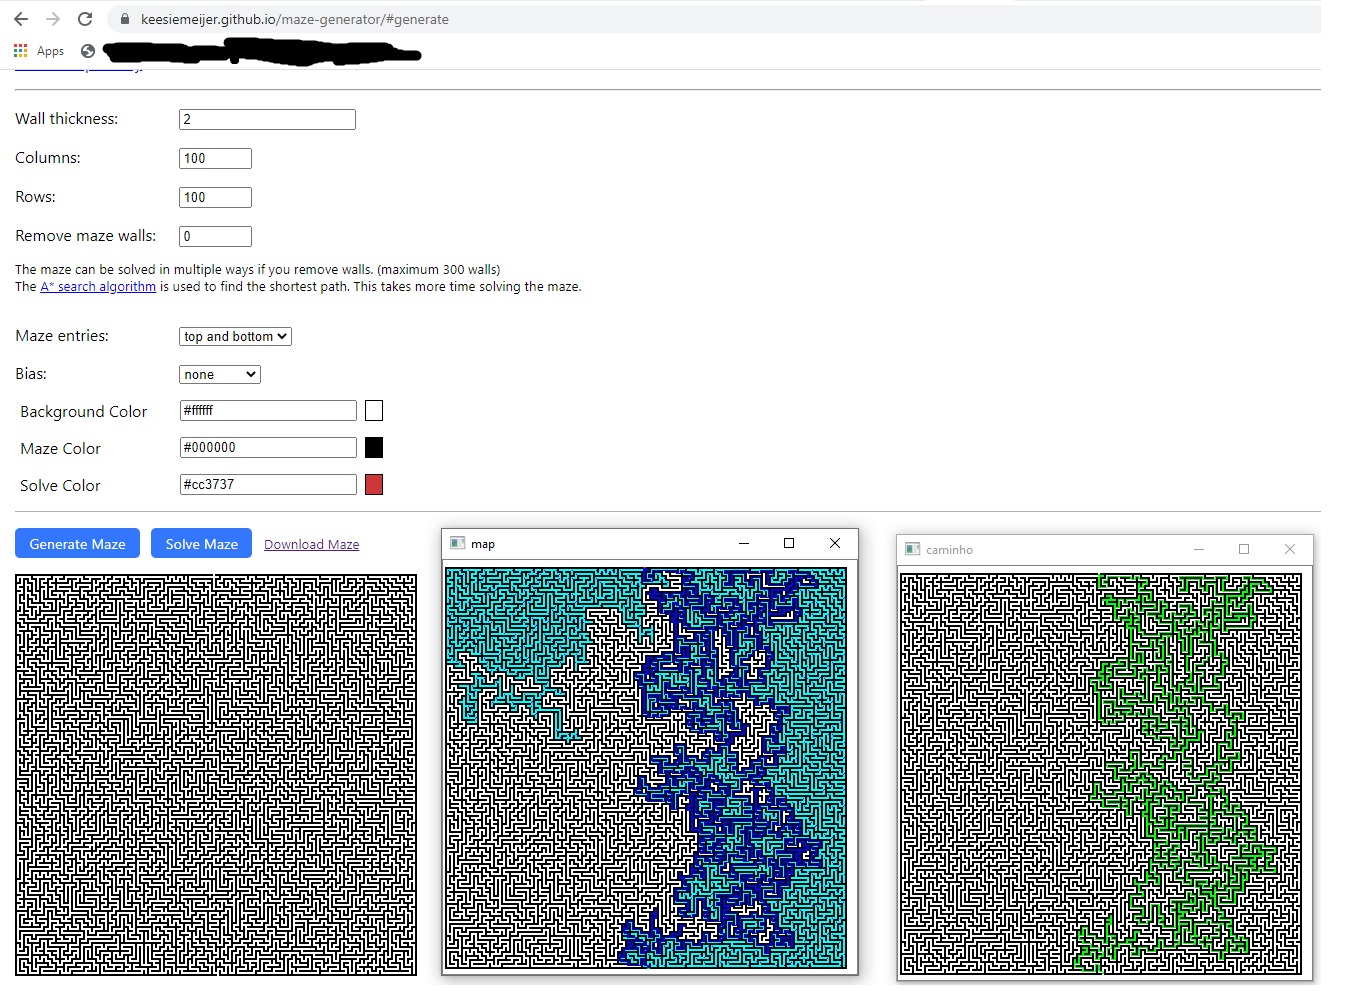 keesiemeijer.github.io/maze-generator/#generate
Apps
Wall thickness: 2
Columns: 100
Rows: 100
Remove maze walls: 0
The maze can be solved in multiple ways if you remove walls. (maximum 300 walls)
The A* search algorithm is used to find the shortest path. This takes more time solving the maze.
Maze entries: top and bottom
Bias: none
Background Color #ffffff
Maze Color #000000
Solve Color #cc3737
Generate Maze Solve Maze Download Maze
map
caminho